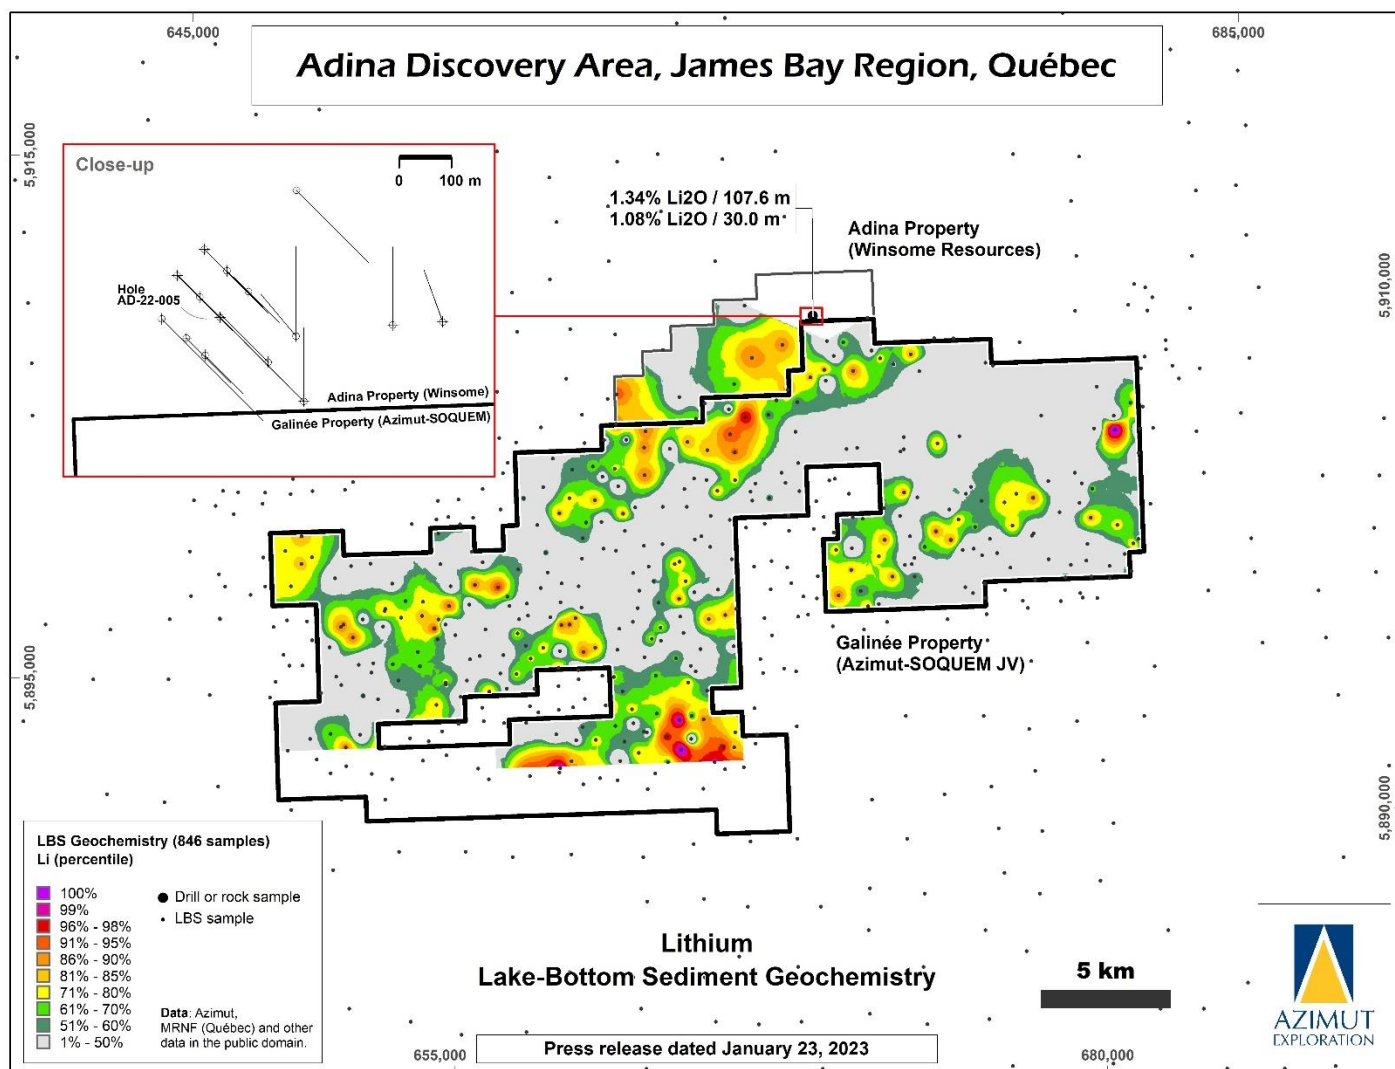 645,000
685,000
Adina Discovery Area, James Bay Region, Québec
5,915,000
Close-up
0 100 m
1.34% Li2O / 107.6 m
1.08% Li2O / 30.0 m
Adina Property
(Winsome Resources)
5,910,000
Hole
AD-22-005
Adina Property (Winsome)
Galinée Property (Azimut-SOQUEM)
Galinée Property
(Azimut-SOQUEM JV)
5,895,000
5,890,000
LBS Geochemistry (846 samples)
Li (percentile)
100%
99%
96% - 98%
91% - 95%
86% - 90%
81% - 85%
71% - 80%
61% - 70%
51% - 60%
1% - 50%
Drill or rock sample
LBS sample
Data: Azimut,
MRNF (Québec) and other
data in the public domain.
Lithium
Lake-Bottom Sediment Geochemistry
5 km
AZIMUT
EXPLORATION
655,000
Press release dated January 23, 2023
680,000